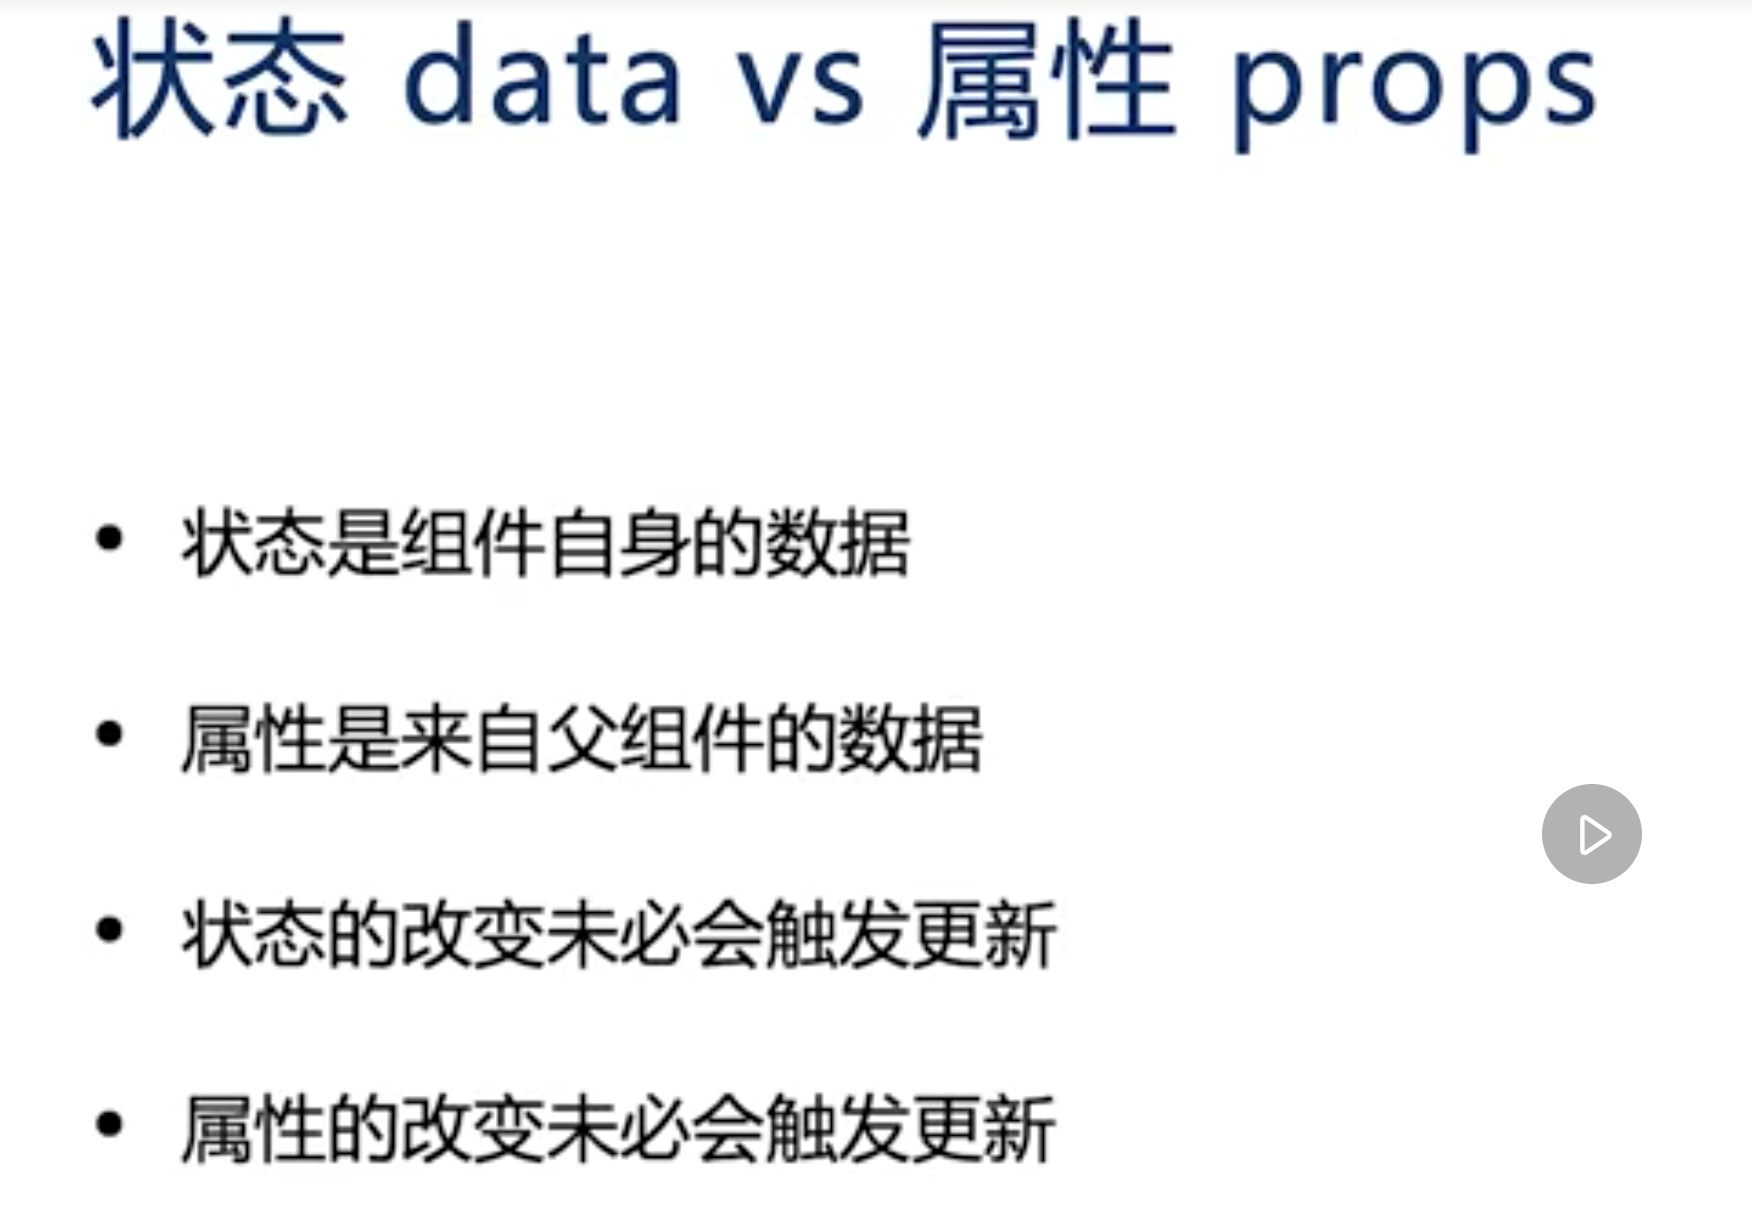 状态 data vs 属性 props
• 状态是组件自身的数据
• 属性是来自父组件的数据
• 状态的改变未必会触发更新
• 属性的改变未必会触发更新